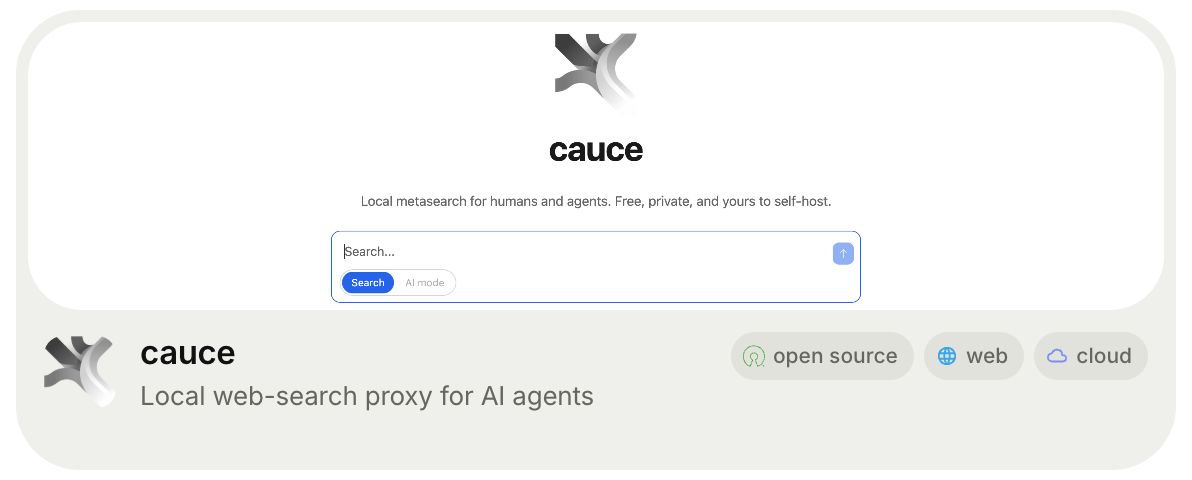 cauce
Local metasearch for humans and agents. Free, private, and yours to self-host.
Search...
Search AI mode
cauce
Local web-search proxy for AI agents
open source web cloud